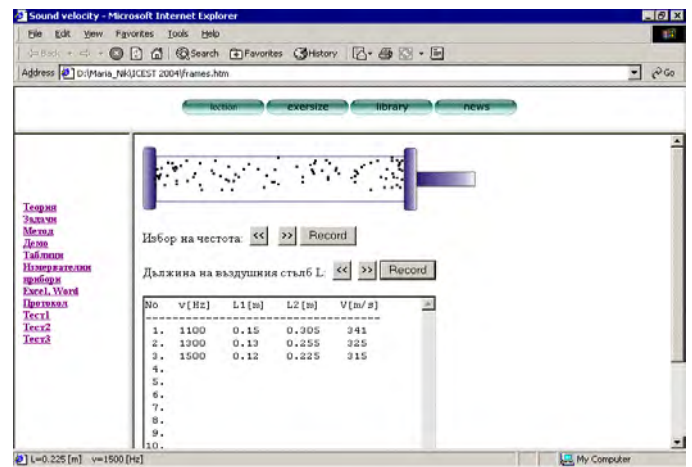 Sound velocity - Microsoft Internet Explorer
File Edit View Favorites Tools Help
Back Search Favorites History
Address D:\Maria_Nik\ICEST 2004\frames.htm Go
lection exersize library news
Теория
Задачи
Метод
Демо
Таблици
Измервателни
прибори
Excel, Word
Протокол
Тест1
Тест2
Тест3
Избор на честота: << >> Record
Дължина на въздушния стълб L: << >> Record
No ν[Hz] L1[m] L2[m] V[m/s]
1. 1100 0.15 0.305 341
2. 1300 0.13 0.255 325
3. 1500 0.12 0.225 315
4.
5.
6.
7.
8.
9.
10.
L=0.225 [m] ν=1500 [Hz] My Computer